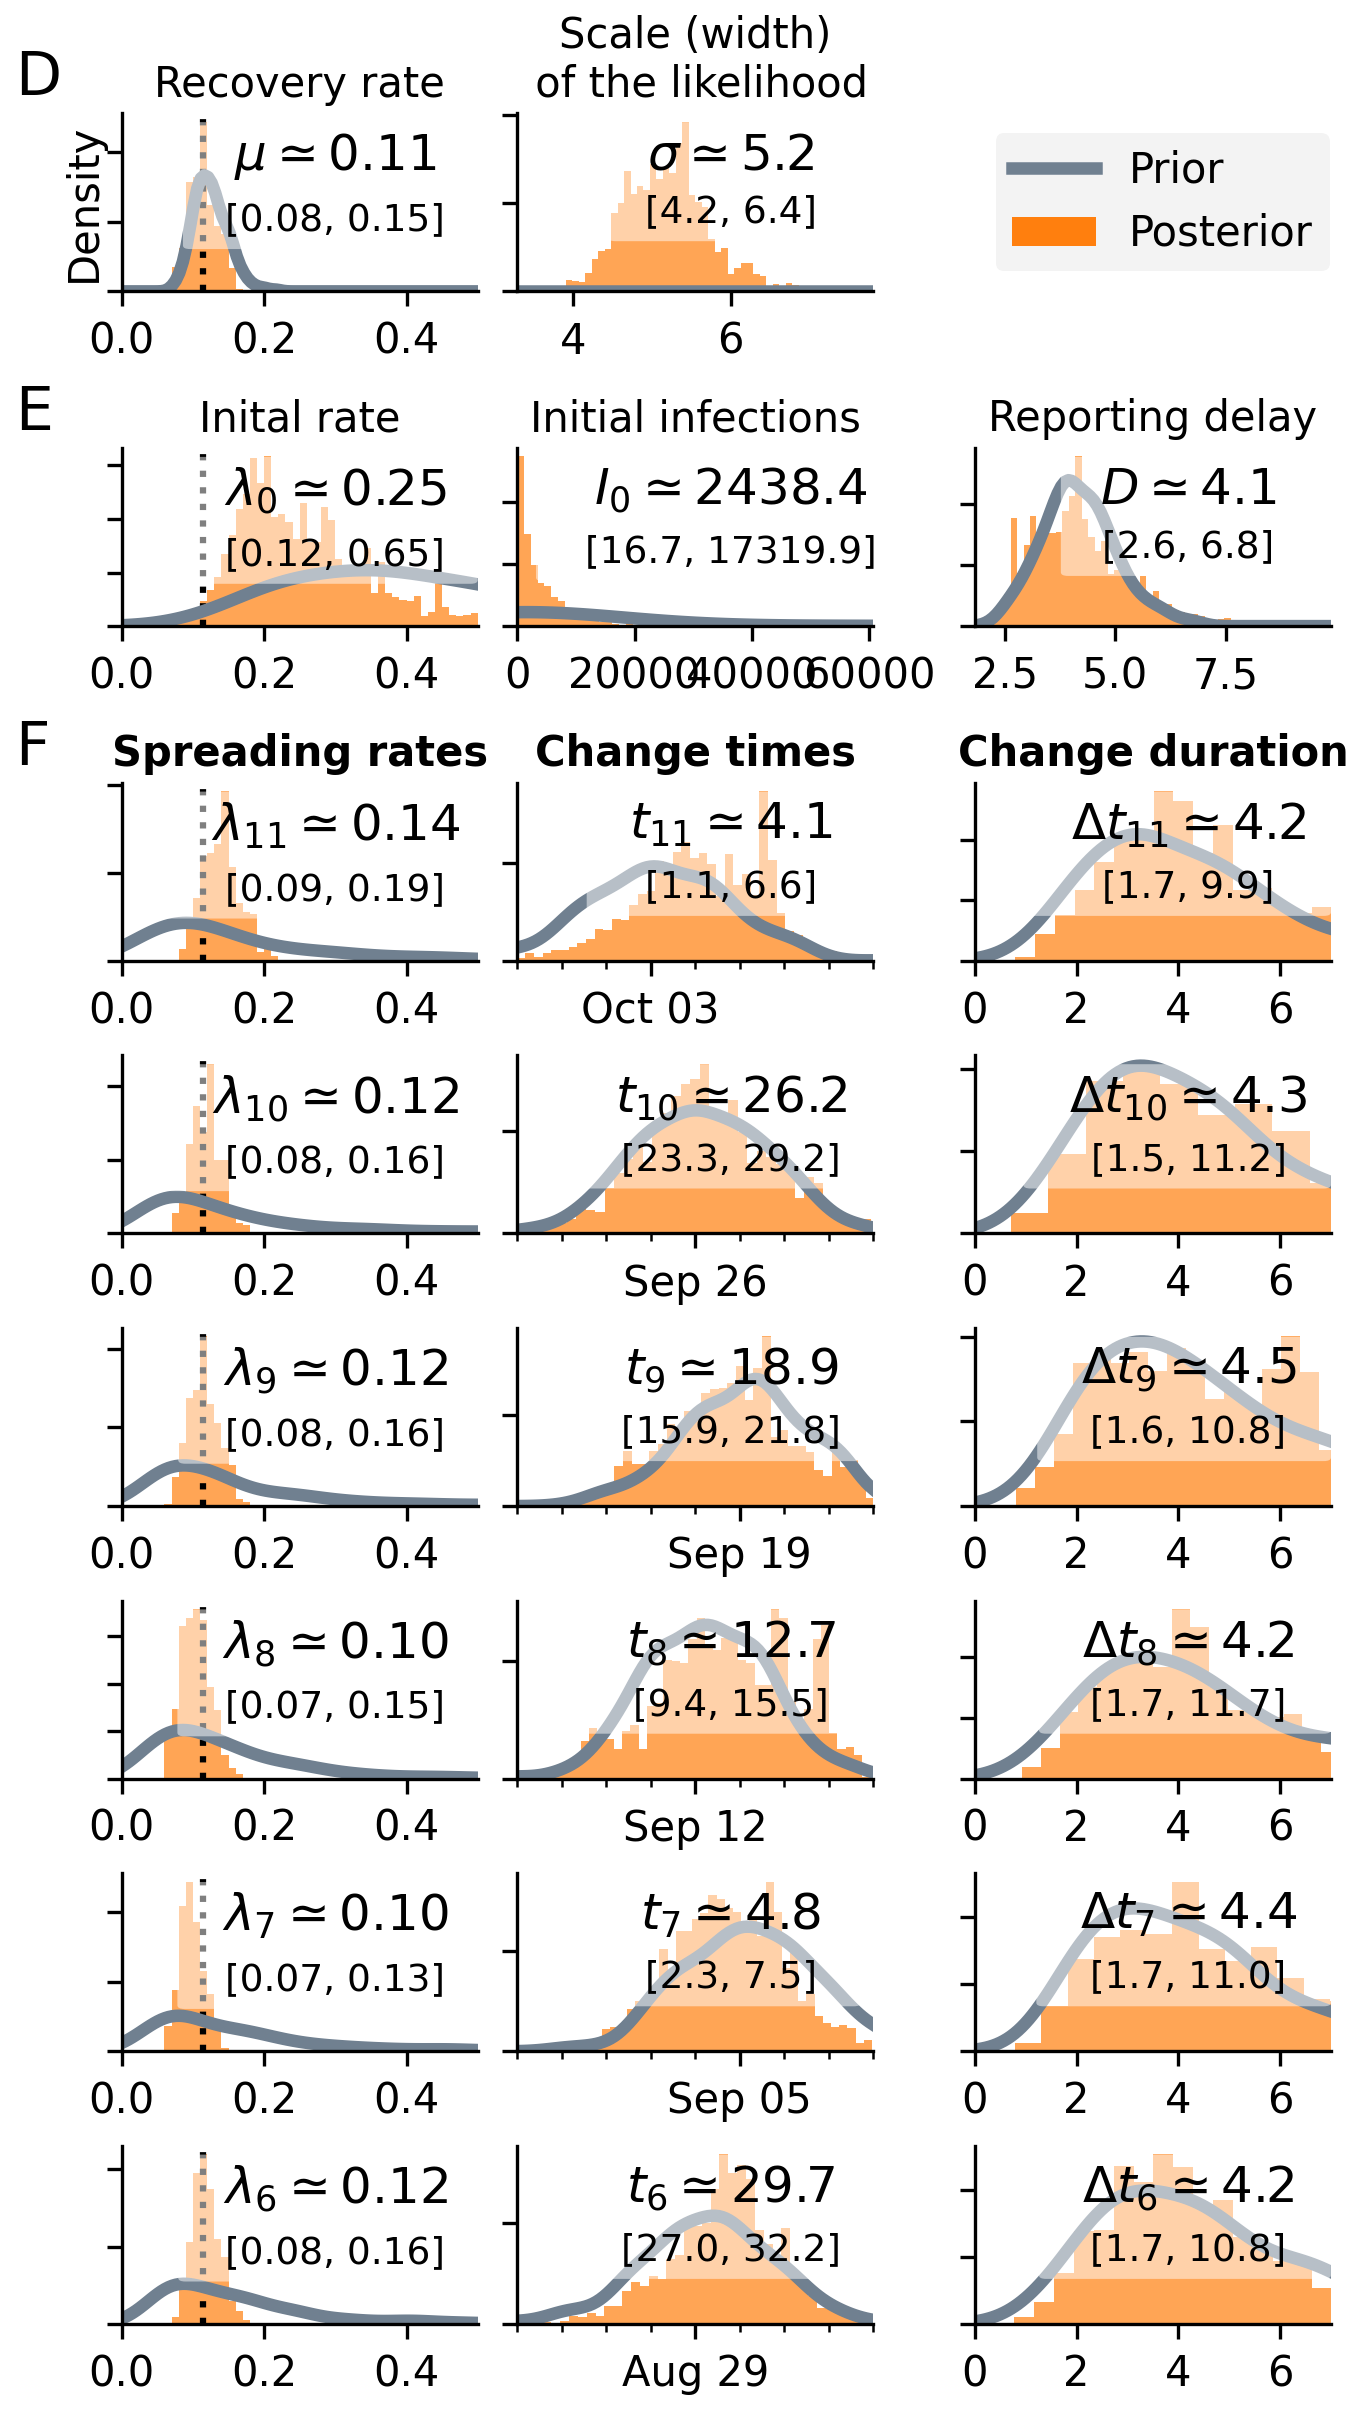 D
Recovery rate
Scale (width)
of the likelihood
Density
μ ≃ 0.11
[0.08, 0.15]
σ ≃ 5.2
[4.2, 6.4]
Prior
Posterior
0.0 0.2 0.4
4 6
E
Inital rate
Initial infections
Reporting delay
λ0 ≃ 0.25
[0.12, 0.65]
I0 ≃ 2438.4
[16.7, 17319.9]
D ≃ 4.1
[2.6, 6.8]
0.0 0.2 0.4
0 20000 40000 60000
2.5 5.0 7.5
F
Spreading rates
Change times
Change duration
λ11 ≃ 0.14
[0.09, 0.19]
t11 ≃ 4.1
[1.1, 6.6]
Δt11 ≃ 4.2
[1.7, 9.9]
0.0 0.2 0.4
Oct 03
0 2 4 6
λ10 ≃ 0.12
[0.08, 0.16]
t10 ≃ 26.2
[23.3, 29.2]
Δt10 ≃ 4.3
[1.5, 11.2]
0.0 0.2 0.4
Sep 26
0 2 4 6
λ9 ≃ 0.12
[0.08, 0.16]
t9 ≃ 18.9
[15.9, 21.8]
Δt9 ≃ 4.5
[1.6, 10.8]
0.0 0.2 0.4
Sep 19
0 2 4 6
λ8 ≃ 0.10
[0.07, 0.15]
t8 ≃ 12.7
[9.4, 15.5]
Δt8 ≃ 4.2
[1.7, 11.7]
0.0 0.2 0.4
Sep 12
0 2 4 6
λ7 ≃ 0.10
[0.07, 0.13]
t7 ≃ 4.8
[2.3, 7.5]
Δt7 ≃ 4.4
[1.7, 11.0]
0.0 0.2 0.4
Sep 05
0 2 4 6
λ6 ≃ 0.12
[0.08, 0.16]
t6 ≃ 29.7
[27.0, 32.2]
Δt6 ≃ 4.2
[1.7, 10.8]
0.0 0.2 0.4
Aug 29
0 2 4 6